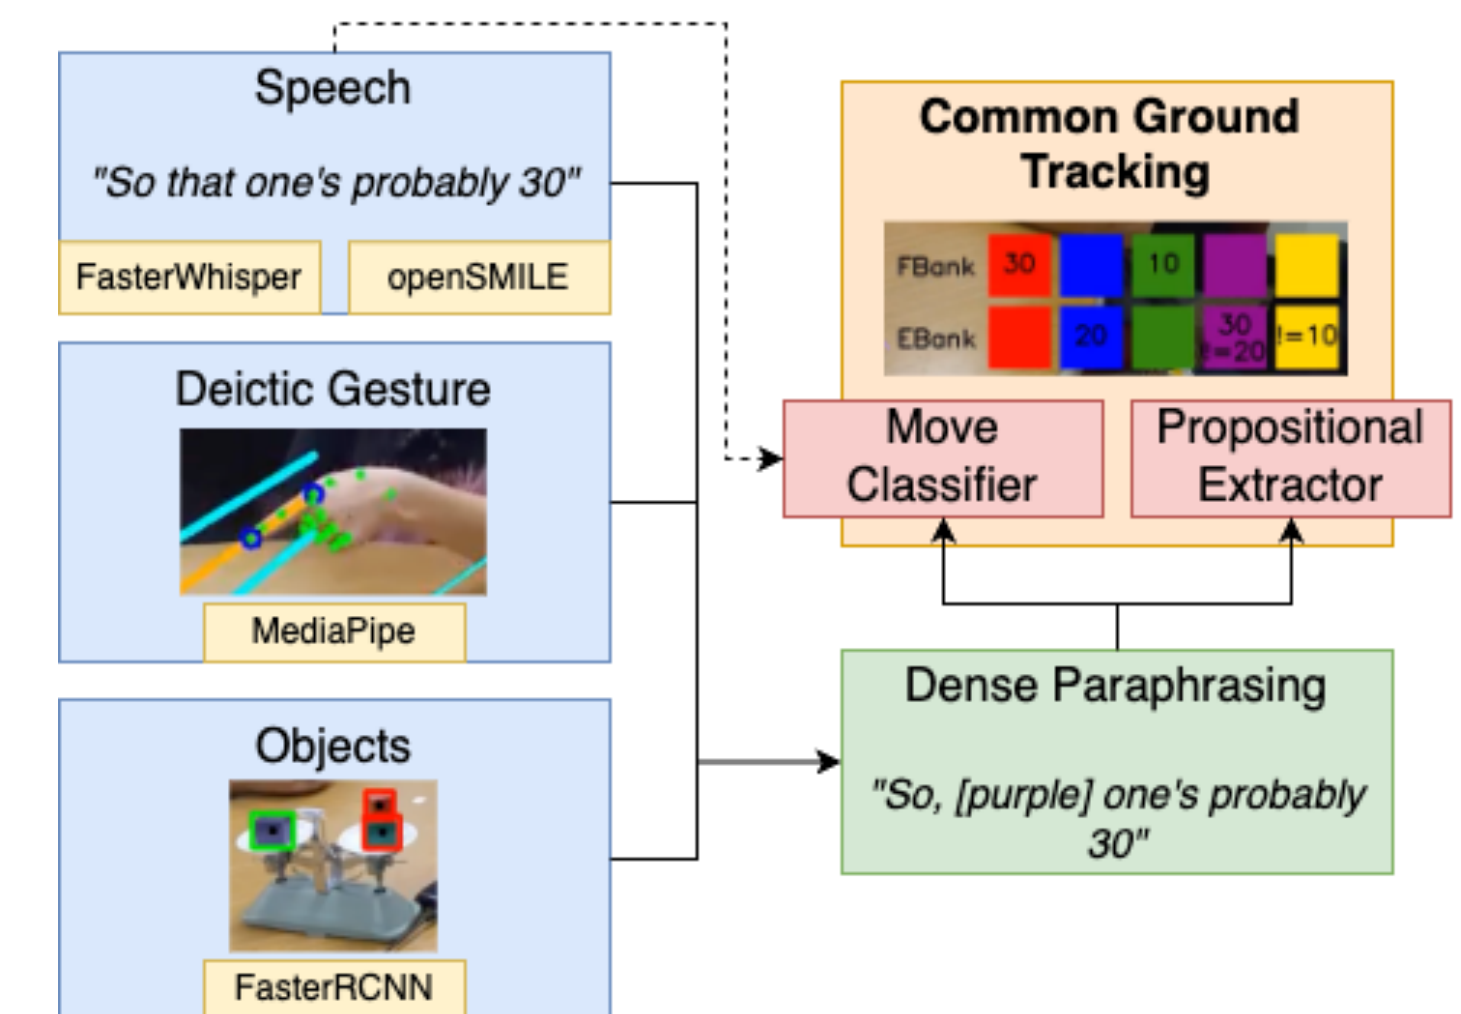 Speech
"So that one's probably 30"
FasterWhisper
openSMILE
Deictic Gesture
MediaPipe
Objects
FasterRCNN
Common Ground
Tracking
FBank 30 10
EBank 20 30 !=10
!=20
Move
Classifier
Propositional
Extractor
Dense Paraphrasing
"So, [purple] one's probably
30"